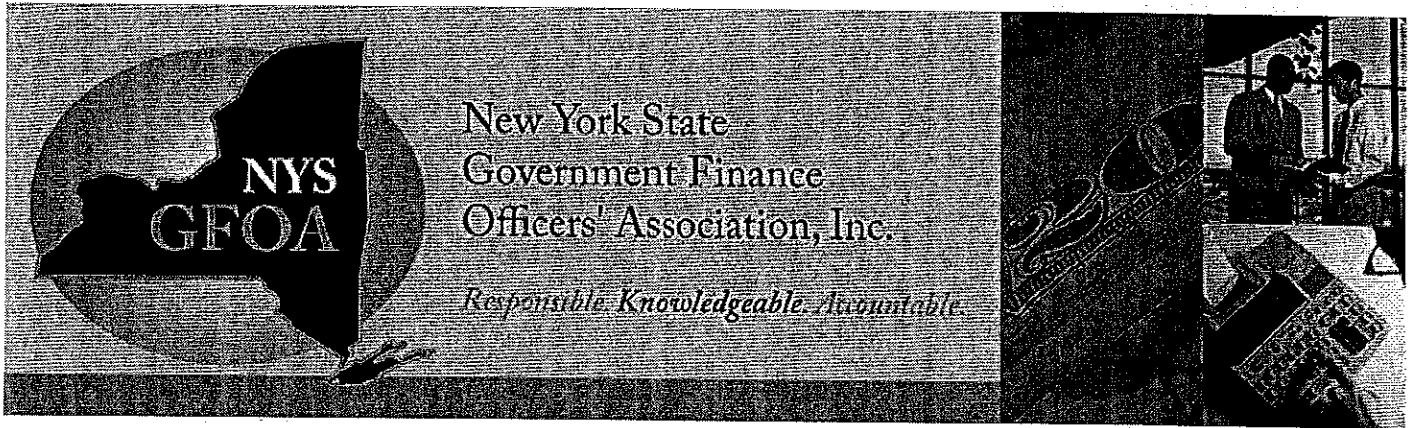 NYS
GFOA
New York State
Government Finance
Officers' Association, Inc.
Responsible. Knowledgeable. Accountable.